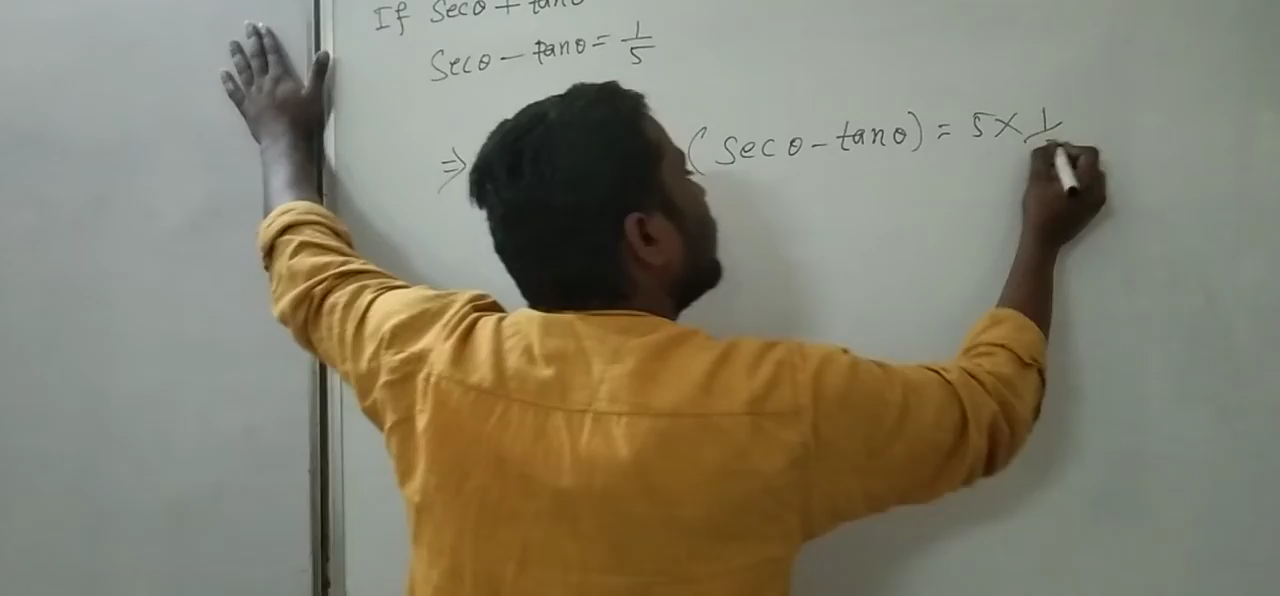 If Secθ + tanθ
Secθ - tanθ = 1/5
⇒ (Secθ - tanθ) = 5 × 1/